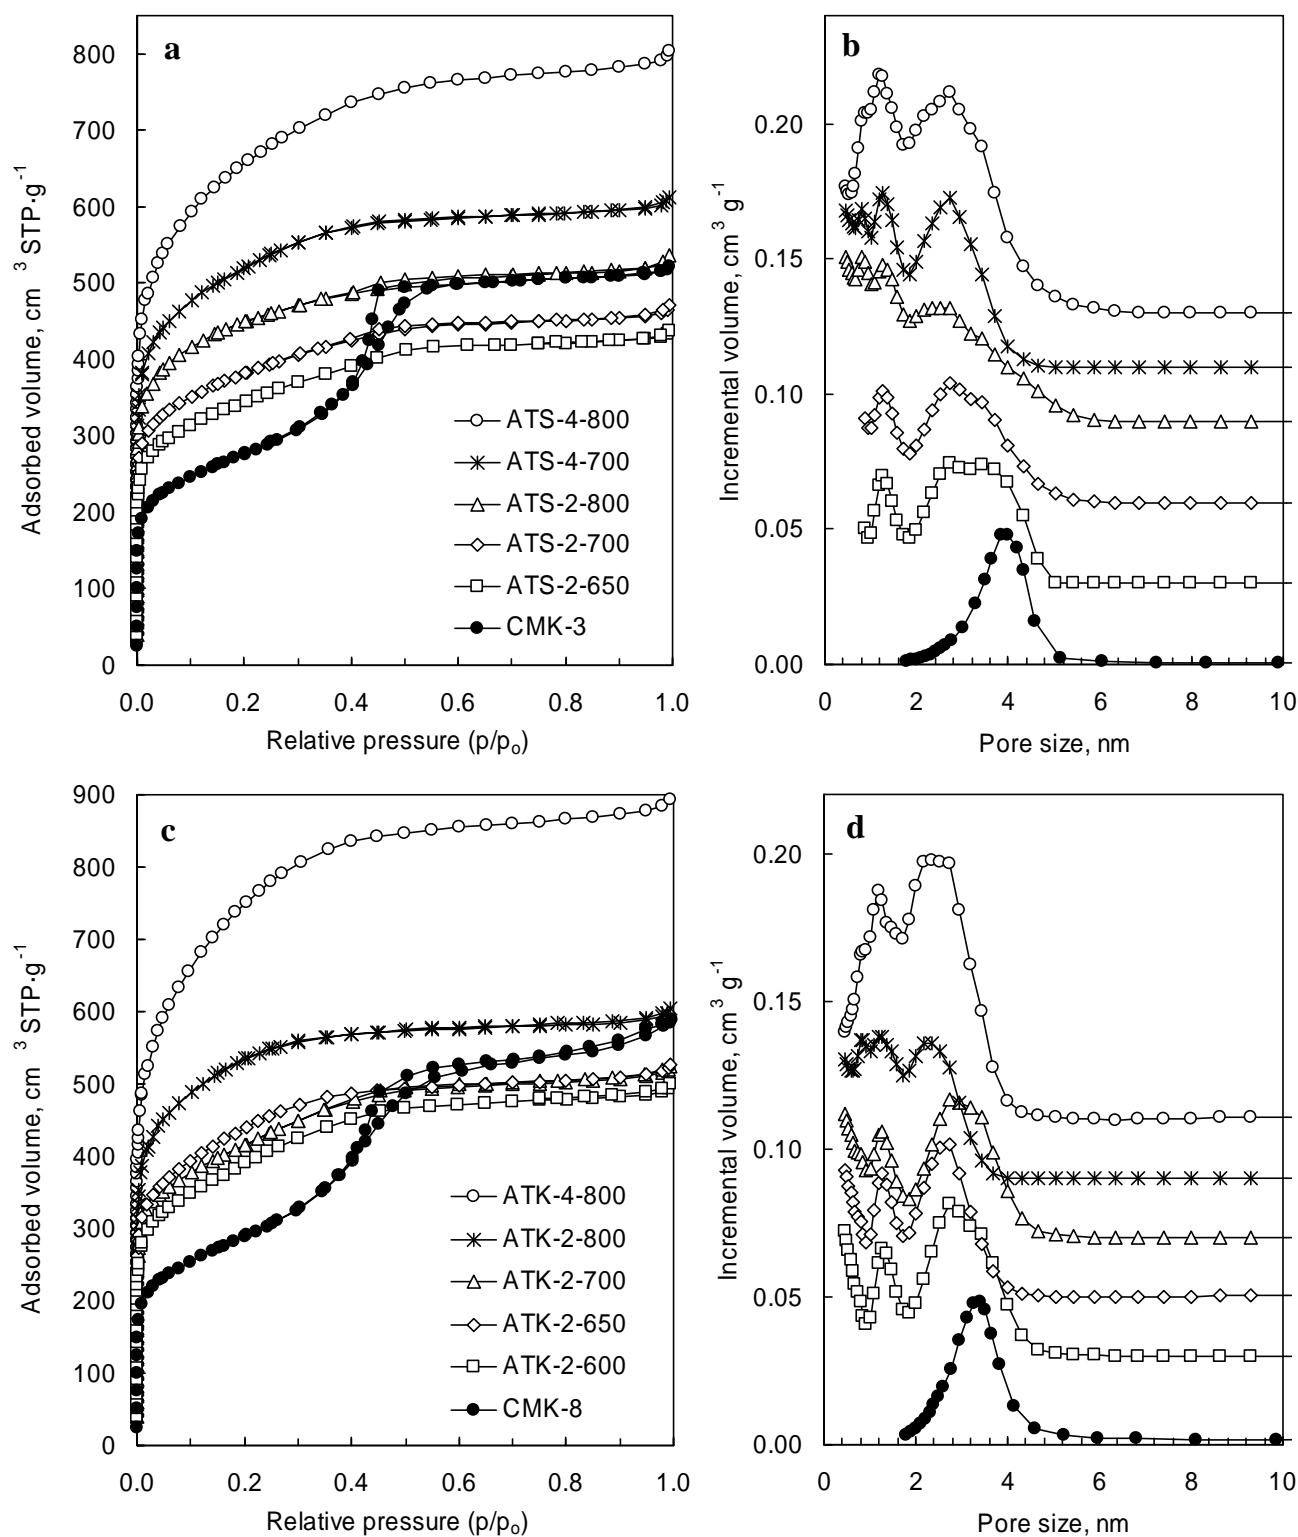 a
800
700
600
500
400
300
200
100
0
0.0 0.2 0.4 0.6 0.8 1.0
Adsorbed volume, cm ³ STP·g⁻¹
Relative pressure (p/pₒ)
ATS-4-800
ATS-4-700
ATS-2-800
ATS-2-700
ATS-2-650
CMK-3
b
0.20
0.15
0.10
0.05
0.00
0 2 4 6 8 10
Incremental volume, cm³ g⁻¹
Pore size, nm
c
900
800
700
600
500
400
300
200
100
0
0.0 0.2 0.4 0.6 0.8 1.0
Adsorbed volume, cm ³ STP·g⁻¹
Relative pressure (p/pₒ)
ATK-4-800
ATK-2-800
ATK-2-700
ATK-2-650
ATK-2-600
CMK-8
d
0.20
0.15
0.10
0.05
0.00
0 2 4 6 8 10
Incremental volume, cm³ g⁻¹
Pore size, nm